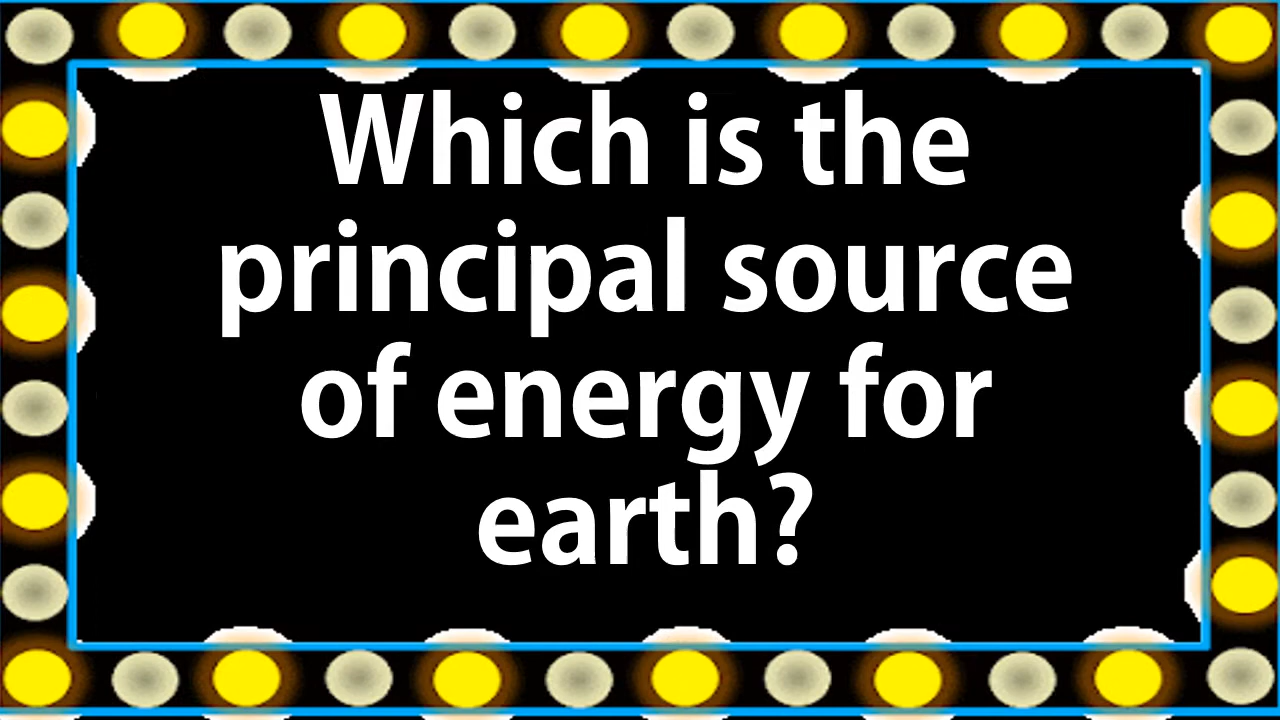 Which is the
principal source
of energy for
earth?